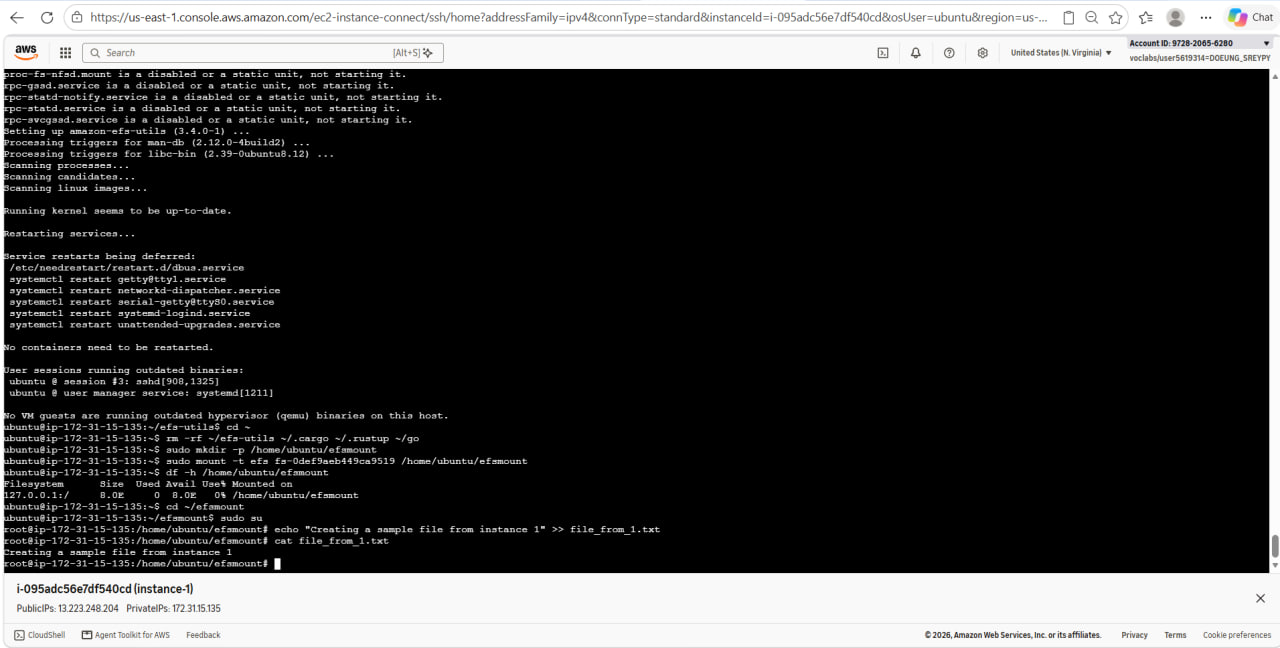 https://us-east-1.console.aws.amazon.com/ec2-instance-connect/ssh/home?addressFamily=ipv4&connType=standard&instanceId=i-095adc56e7df540cd&osUser=ubuntu&region=us-...
Chat
aws
Search
[Alt+S]
United States (N. Virginia)
Account ID: 9728-2065-6280
voclabs/user5619314=DOEUNG_SREYPY
proc-fs-nfsd.mount is a disabled or a static unit, not starting it.
rpc-gssd.service is a disabled or a static unit, not starting it.
rpc-statd-notify.service is a disabled or a static unit, not starting it.
rpc-statd.service is a disabled or a static unit, not starting it.
rpc-svcgssd.service is a disabled or a static unit, not starting it.
Setting up amazon-efs-utils (3.4.0-1) ...
Processing triggers for man-db (2.12.0-4build2) ...
Processing triggers for libc-bin (2.39-0ubuntu8.12) ...
Scanning processes...
Scanning candidates...
Scanning linux images...
Running kernel seems to be up-to-date.
Restarting services...
Service restarts being deferred:
/etc/needrestart/restart.d/dbus.service
systemctl restart getty@tty1.service
systemctl restart networkd-dispatcher.service
systemctl restart serial-getty@ttyS0.service
systemctl restart systemd-logind.service
systemctl restart unattended-upgrades.service
No containers need to be restarted.
User sessions running outdated binaries:
ubuntu @ session #3: sshd[908,1325]
ubuntu @ user manager service: systemd[1211]
No VM guests are running outdated hypervisor (qemu) binaries on this host.
ubuntu@ip-172-31-15-135:~/efs-utils$ cd ~
ubuntu@ip-172-31-15-135:~$ rm -rf ~/efs-utils ~/.cargo ~/.rustup ~/go
ubuntu@ip-172-31-15-135:~$ sudo mkdir -p /home/ubuntu/efsmount
ubuntu@ip-172-31-15-135:~$ sudo mount -t efs fs-0def9aeb449ca9519 /home/ubuntu/efsmount
ubuntu@ip-172-31-15-135:~$ df -h /home/ubuntu/efsmount
Filesystem Size Used Avail Use% Mounted on
127.0.0.1:/ 8.0E 0 8.0E 0% /home/ubuntu/efsmount
ubuntu@ip-172-31-15-135:~$ cd ~/efsmount
ubuntu@ip-172-31-15-135:~/efsmount$ sudo su
root@ip-172-31-15-135:/home/ubuntu/efsmount# echo "Creating a sample file from instance 1" >> file_from_1.txt
root@ip-172-31-15-135:/home/ubuntu/efsmount# cat file_from_1.txt
Creating a sample file from instance 1
root@ip-172-31-15-135:/home/ubuntu/efsmount#
i-095adc56e7df540cd (instance-1)
PublicIPs: 13.223.248.204 PrivateIPs: 172.31.15.135
CloudShell Agent Toolkit for AWS Feedback
© 2026, Amazon Web Services, Inc. or its affiliates. Privacy Terms Cookie preferences